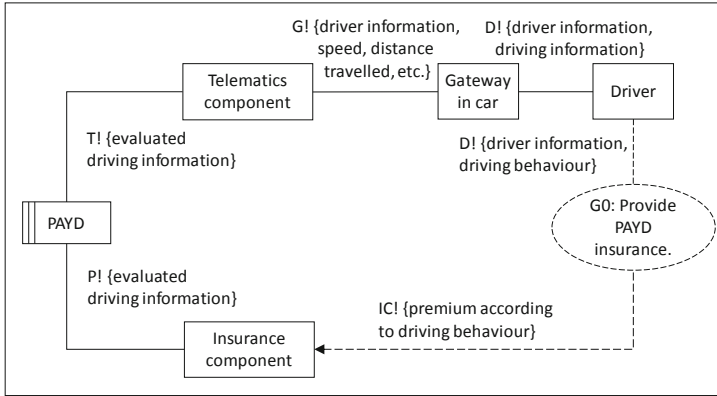 G! {driver information,
speed, distance
travelled, etc.}
D! {driver information,
driving information}
Telematics
component
Gateway
in car
Driver
T! {evaluated
driving information}
D! {driver information,
driving behaviour}
PAYD
G0: Provide
PAYD
insurance.
P! {evaluated
driving information}
IC! {premium according
to driving behaviour}
Insurance
component